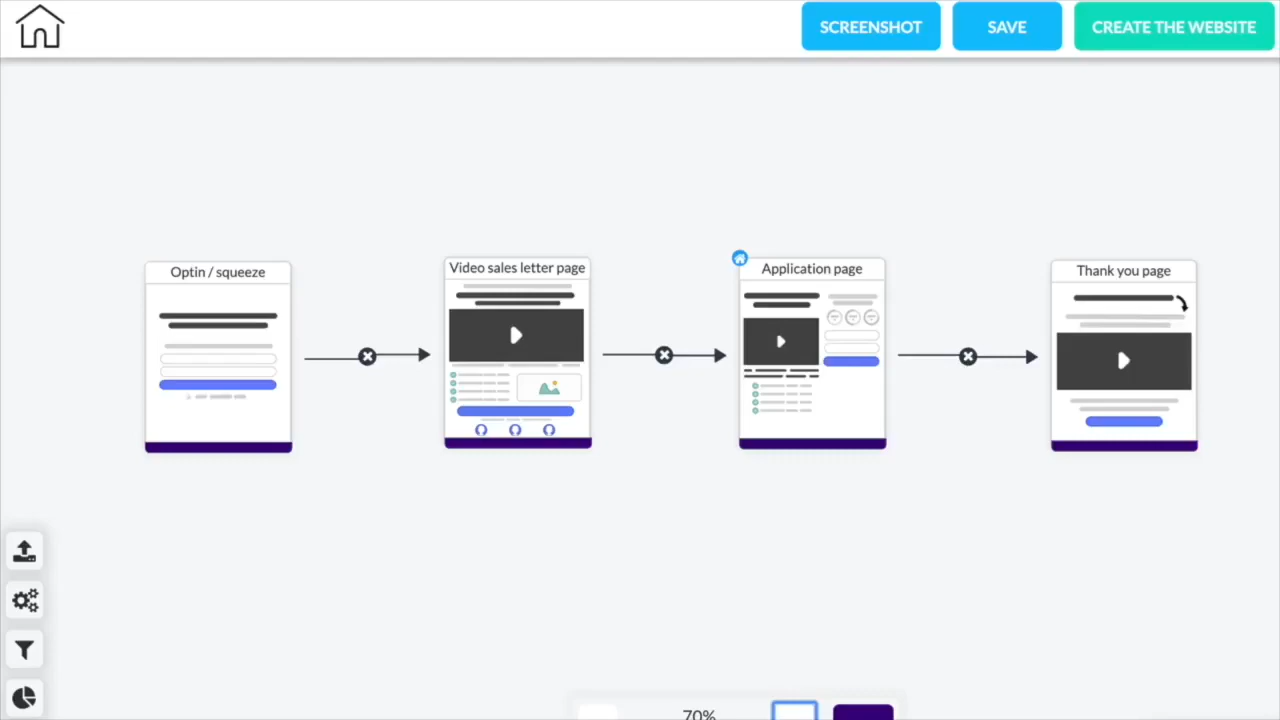 SCREENSHOT
SAVE
CREATE THE WEBSITE
Optin / squeeze
Video sales letter page
Application page
Thank you page
70%